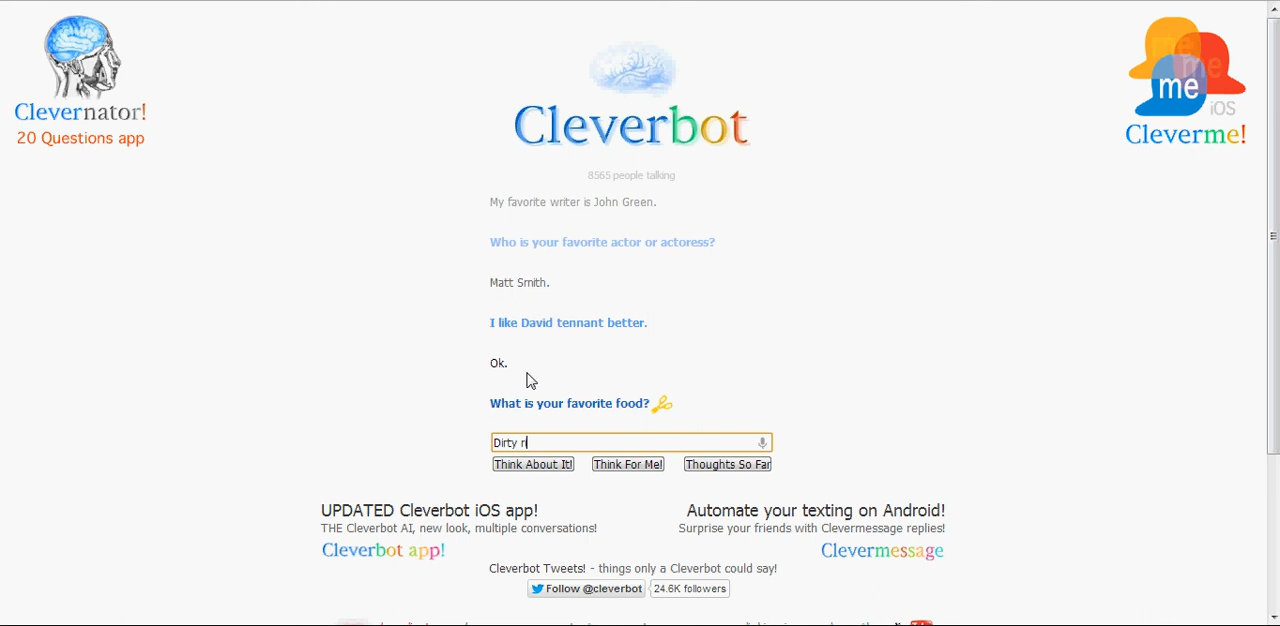 Clevernator!
20 Questions app
Cleverbot
me
me
me
iOS
Cleverme!
8565 people talking
My favorite writer is John Green.
Who is your favorite actor or actoress?
Matt Smith.
I like David tennant better.
Ok.
What is your favorite food?
Dirty r
Think About It! Think For Me! Thoughts So Far
UPDATED Cleverbot iOS app!
THE Cleverbot AI, new look, multiple conversations!
Cleverbot app!
Automate your texting on Android!
Surprise your friends with Clevermessage replies!
Clevermessage
Cleverbot Tweets! - things only a Cleverbot could say!
Follow @cleverbot 24.6K followers